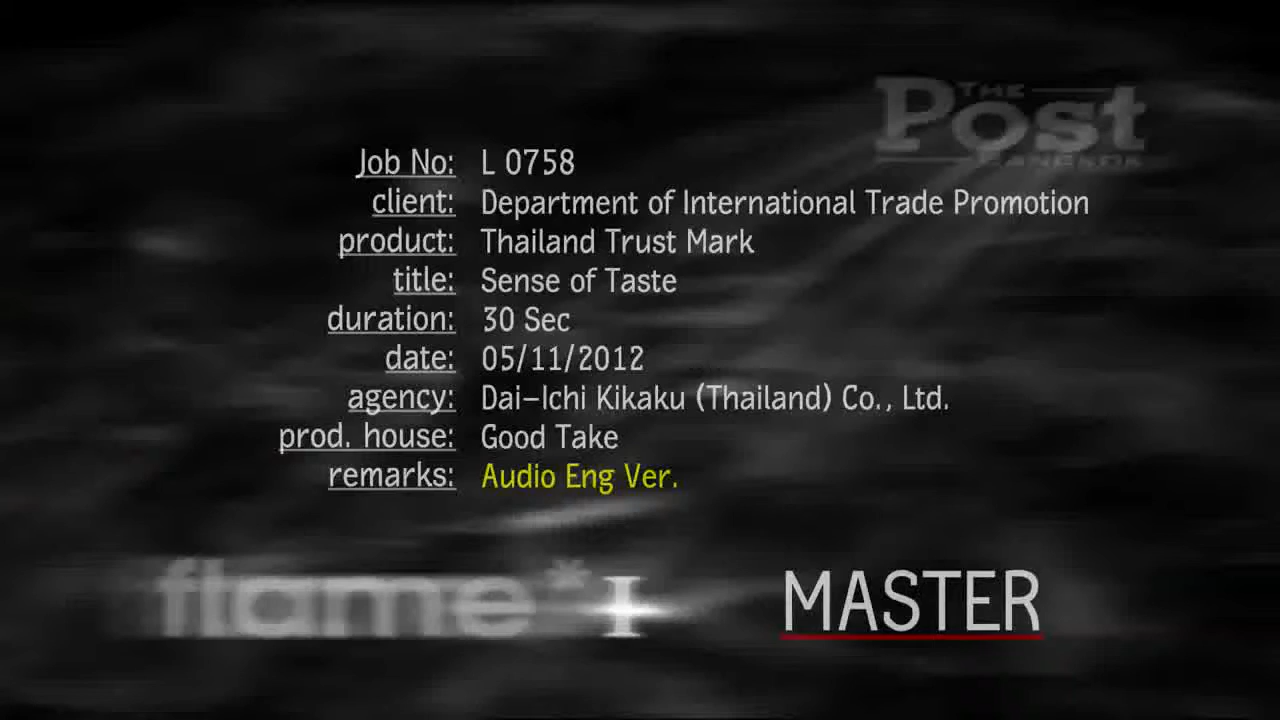 THE
Post
BANGKOK
Job No: L 0758
client: Department of International Trade Promotion
product: Thailand Trust Mark
title: Sense of Taste
duration: 30 Sec
date: 05/11/2012
agency: Dai-Ichi Kikaku (Thailand) Co., Ltd.
prod. house: Good Take
remarks: Audio Eng Ver.
flame* I
MASTER